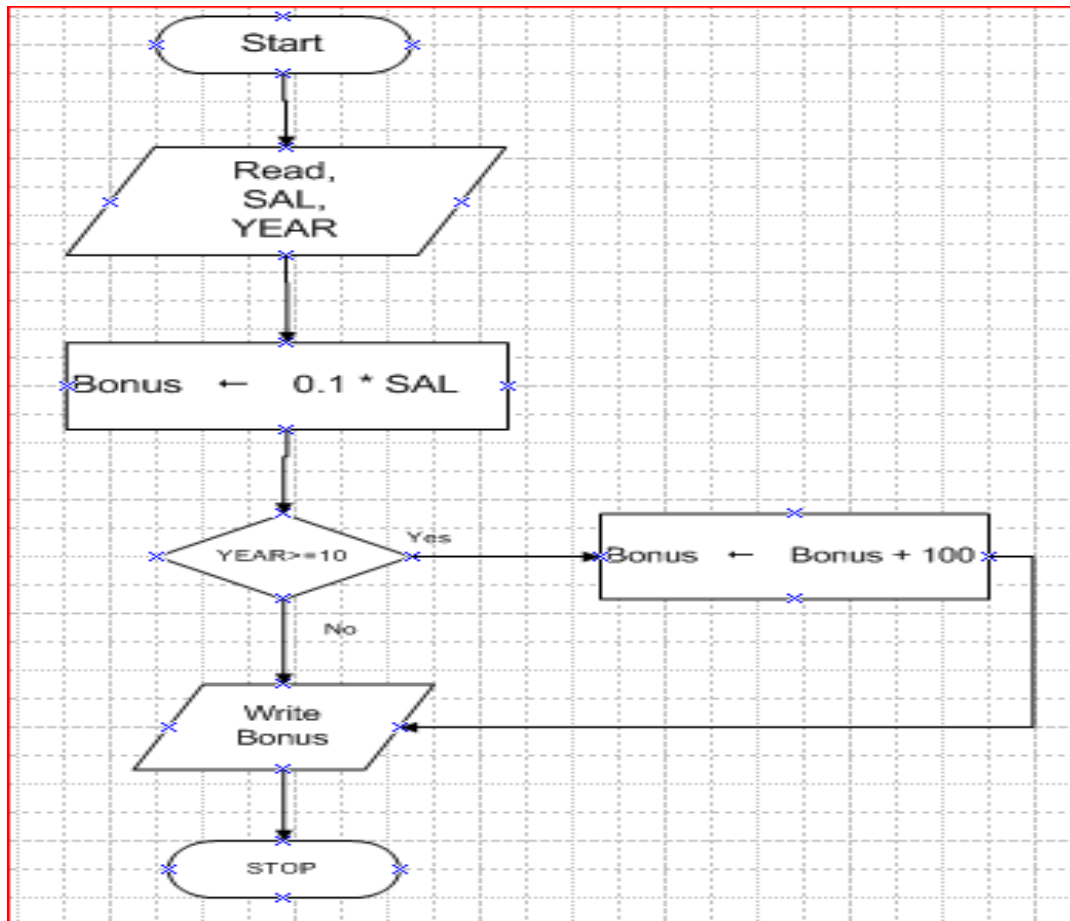 Start
Read,
SAL,
YEAR
Bonus ← 0.1 * SAL
YEAR>=10
Yes
Bonus ← Bonus + 100
No
Write
Bonus
STOP